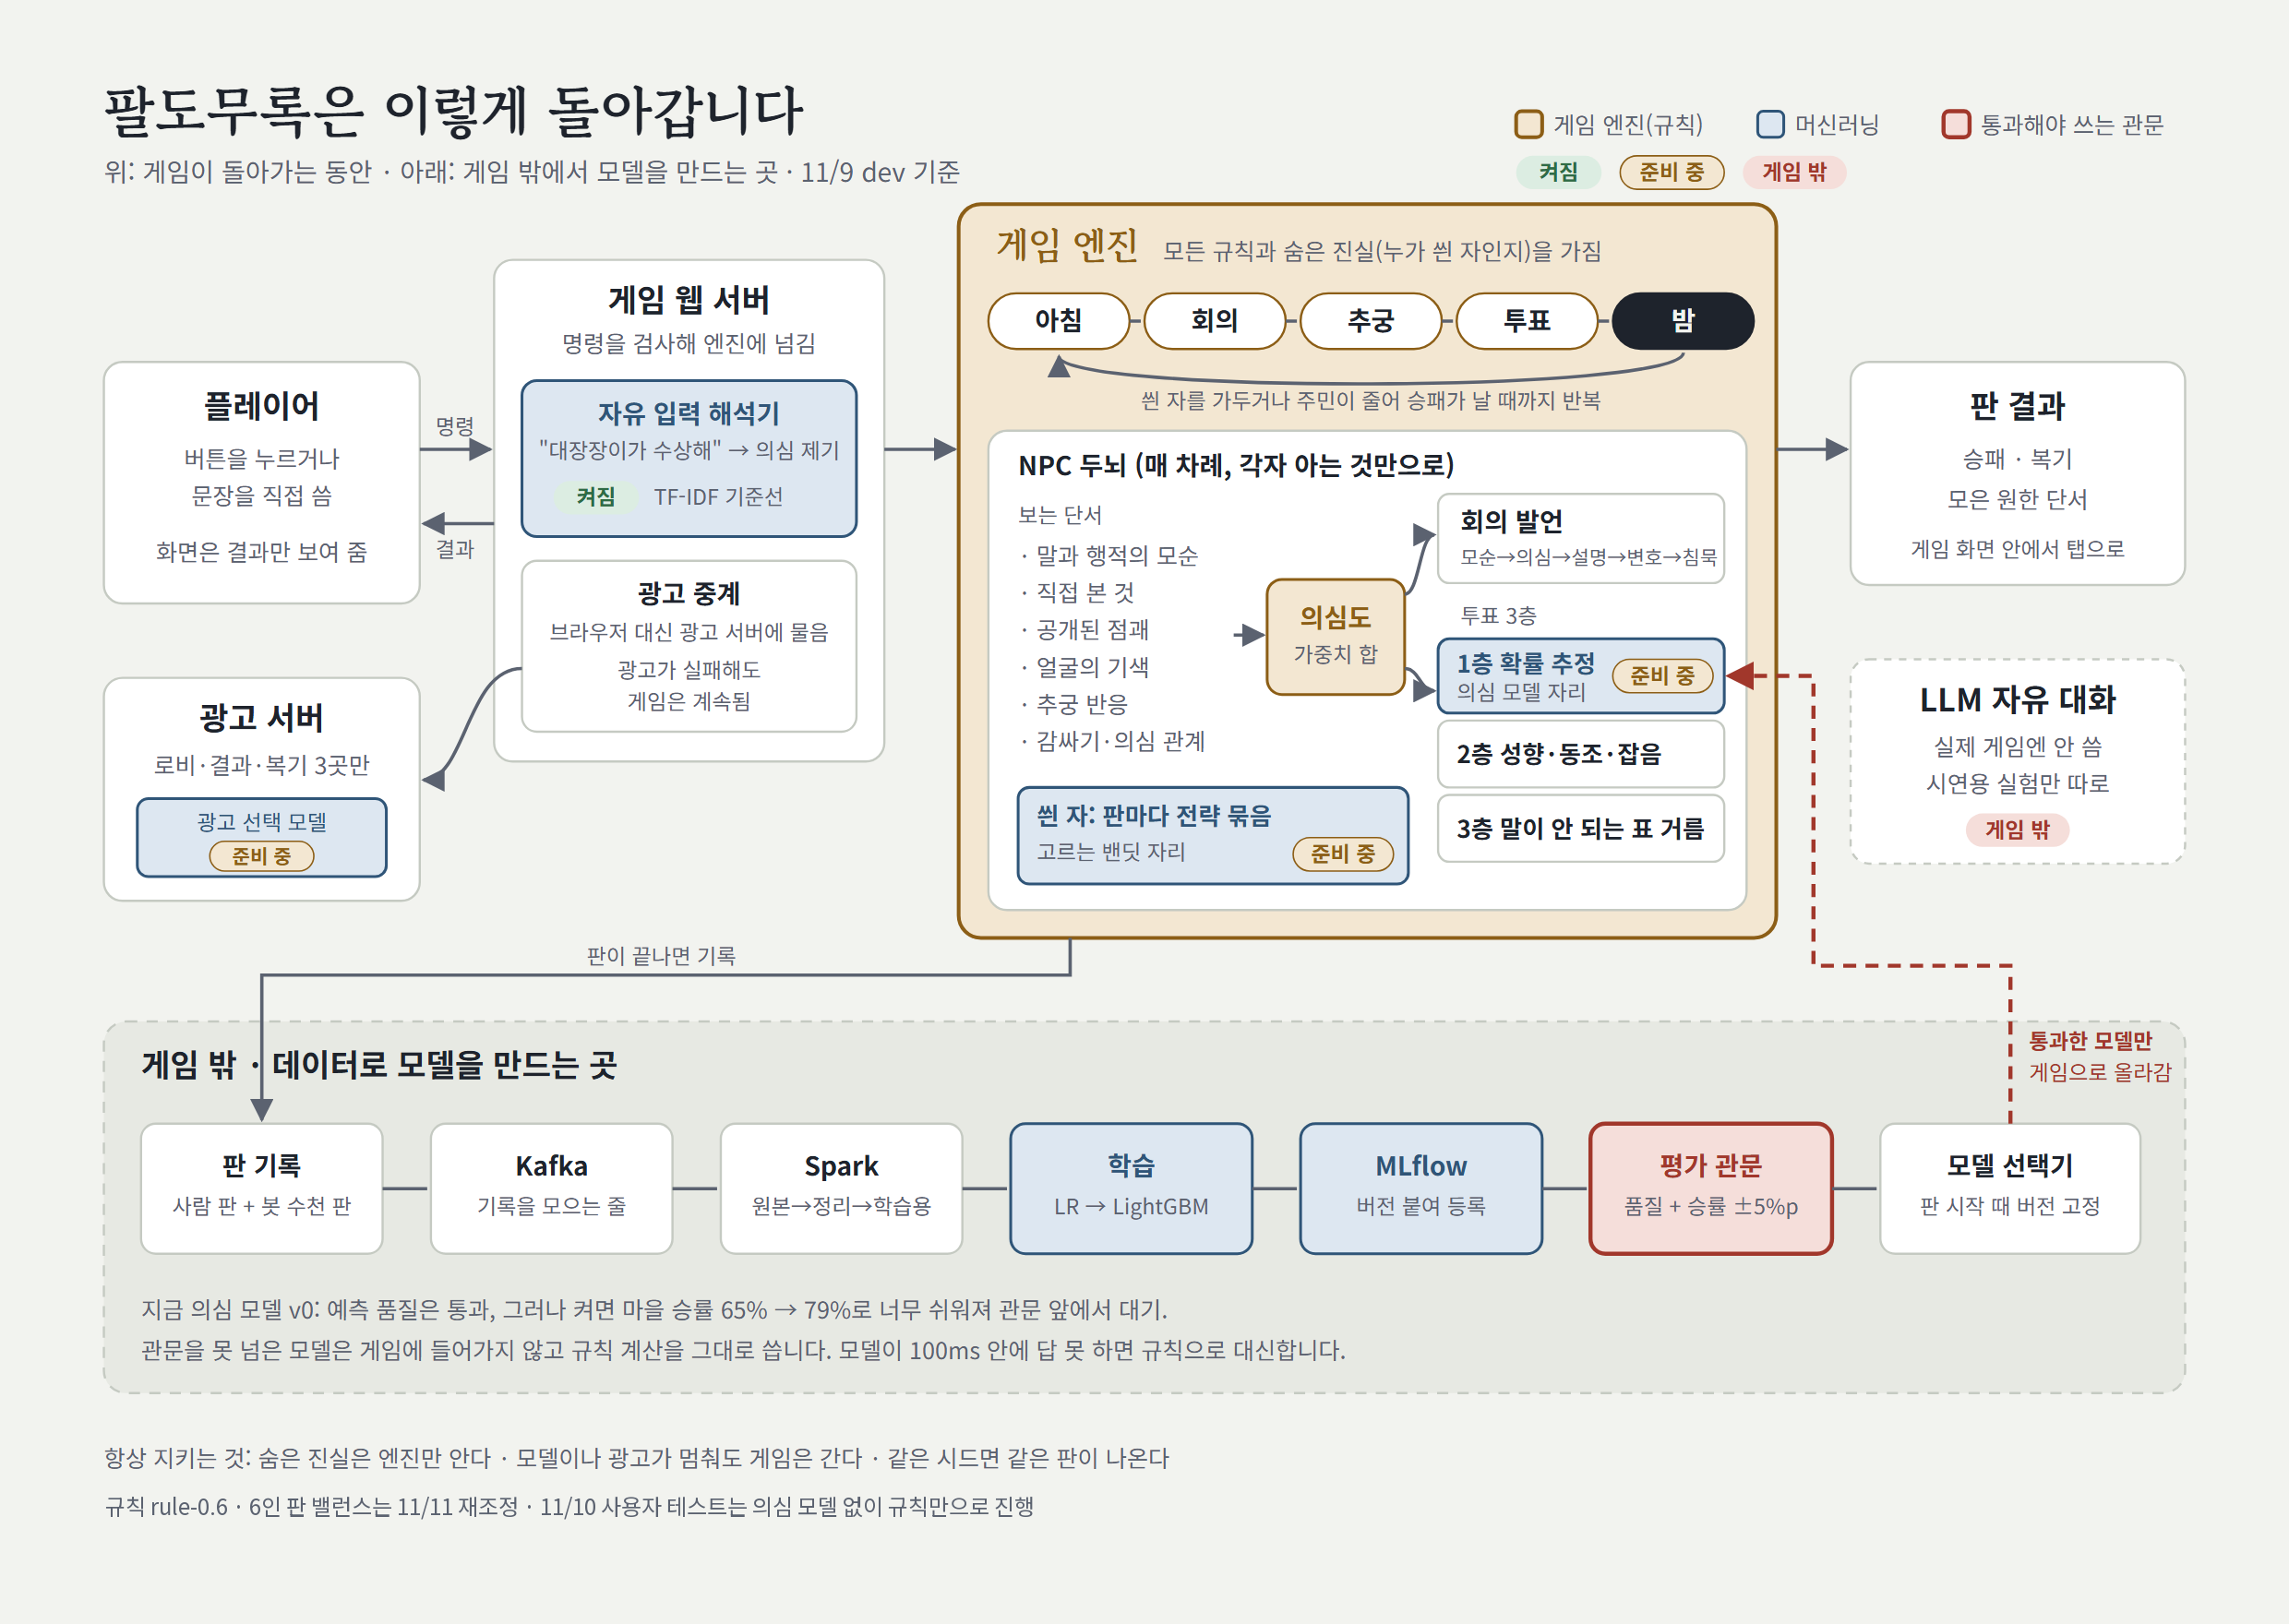 팔도무록은 이렇게 돌아갑니다
위: 게임이 돌아가는 동안 · 아래: 게임 밖에서 모델을 만드는 곳 · 11/9 dev 기준
게임 엔진(규칙)
머신러닝
통과해야 쓰는 관문
켜짐
준비 중
게임 밖
플레이어
버튼을 누르거나
문장을 직접 씀
화면은 결과만 보여 줌
명령
결과
게임 웹 서버
명령을 검사해 엔진에 넘김
자유 입력 해석기
"대장장이가 수상해" → 의심 제기
켜짐 TF-IDF 기준선
광고 중계
브라우저 대신 광고 서버에 물음
광고가 실패해도
게임은 계속됨
광고 서버
로비·결과·복기 3곳만
광고 선택 모델
준비 중
게임 엔진 모든 규칙과 숨은 진실(누가 씐 자인지)을 가짐
아침
회의
추궁
투표
밤
씐 자를 가두거나 주민이 줄어 승패가 날 때까지 반복
NPC 두뇌 (매 차례, 각자 아는 것만으로)
보는 단서
· 말과 행적의 모순
· 직접 본 것
· 공개된 점괘
· 얼굴의 기색
· 추궁 반응
· 감싸기·의심 관계
의심도
가중치 합
회의 발언
모순→의심→설명→변호→침묵
투표 3층
1층 확률 추정
의심 모델 자리
준비 중
2층 성향·동조·잡음
3층 말이 안 되는 표 거름
씐 자: 판마다 전략 묶음
고르는 밴딧 자리
준비 중
판 결과
승패 · 복기
모은 원한 단서
게임 화면 안에서 탭으로
LLM 자유 대화
실제 게임엔 안 씀
시연용 실험만 따로
게임 밖
판이 끝나면 기록
게임 밖 · 데이터로 모델을 만드는 곳
통과한 모델만
게임으로 올라감
판 기록
사람 판 + 봇 수천 판
Kafka
기록을 모으는 줄
Spark
원본→정리→학습용
학습
LR → LightGBM
MLflow
버전 붙여 등록
평가 관문
품질 + 승률 ±5%p
모델 선택기
판 시작 때 버전 고정
지금 의심 모델 v0: 예측 품질은 통과, 그러나 켜면 마을 승률 65% → 79%로 너무 쉬워져 관문 앞에서 대기.
관문을 못 넘은 모델은 게임에 들어가지 않고 규칙 계산을 그대로 씁니다. 모델이 100ms 안에 답 못 하면 규칙으로 대신합니다.
항상 지키는 것: 숨은 진실은 엔진만 안다 · 모델이나 광고가 멈춰도 게임은 간다 · 같은 시드면 같은 판이 나온다
규칙 rule-0.6 · 6인 판 밸런스는 11/11 재조정 · 11/10 사용자 테스트는 의심 모델 없이 규칙만으로 진행